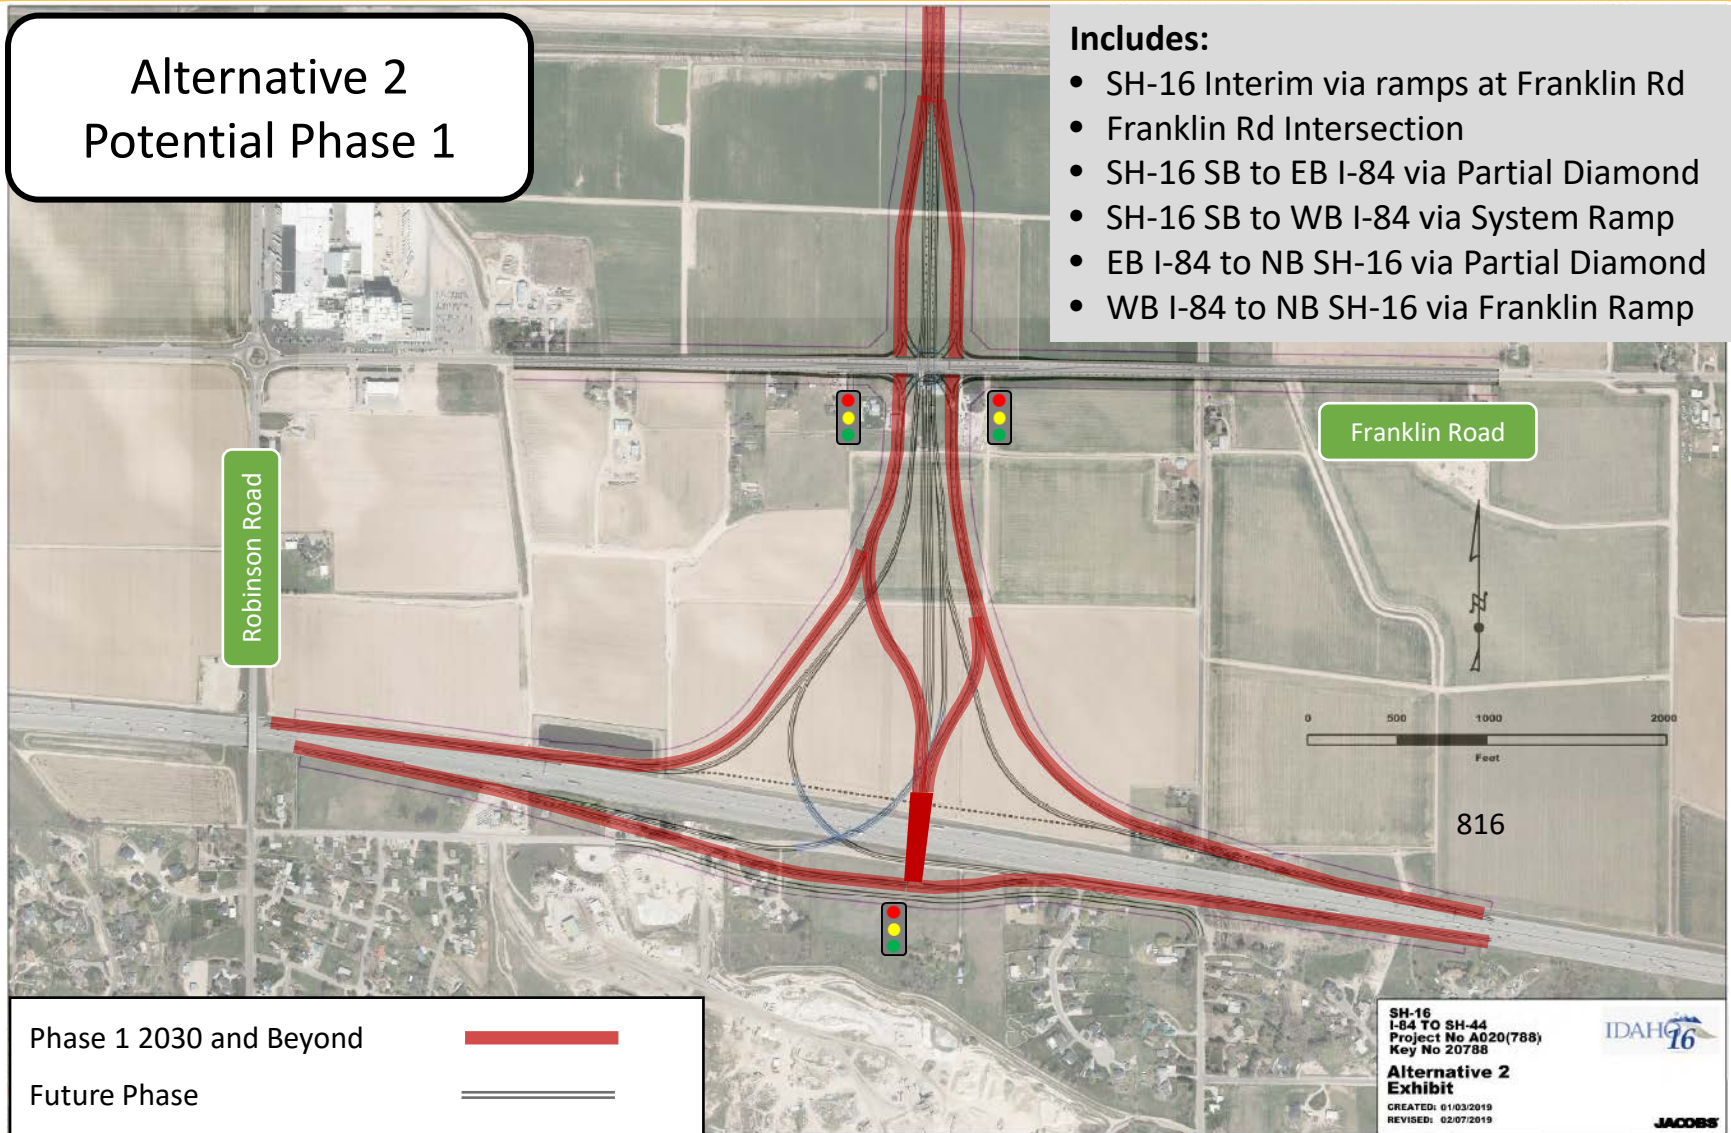 Alternative 2
Potential Phase 1
Includes:
• SH-16 Interim via ramps at Franklin Rd
• Franklin Rd Intersection
• SH-16 SB to EB I-84 via Partial Diamond
• SH-16 SB to WB I-84 via System Ramp
• EB I-84 to NB SH-16 via Partial Diamond
• WB I-84 to NB SH-16 via Franklin Ramp
Franklin Road
Robinson Road
N
0 500 1000 2000
Feet
816
Phase 1 2030 and Beyond
Future Phase
SH-16
I-84 TO SH-44
Project No A020(788)
Key No 20788
IDAHO 16
Alternative 2
Exhibit
CREATED: 01/03/2019
REVISED: 02/07/2019
JACOBS